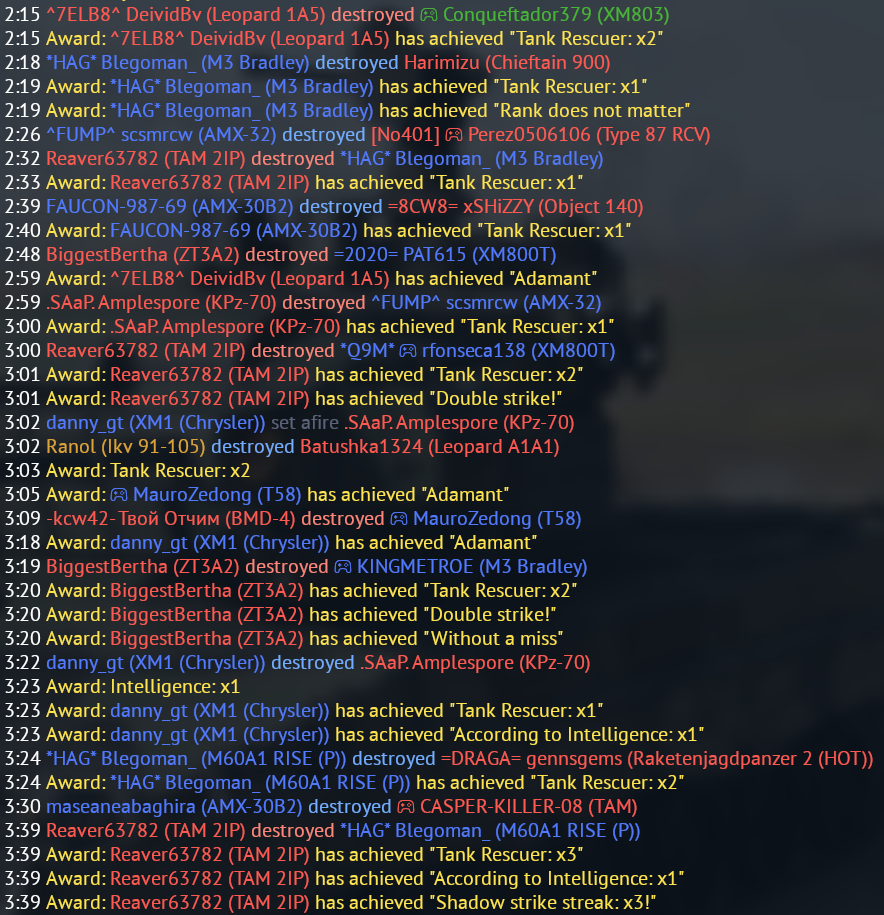 2:15 ^7ELB8^ DeividBv (Leopard 1A5) destroyed Conqueftador379 (XM803)
2:15 Award: ^7ELB8^ DeividBv (Leopard 1A5) has achieved "Tank Rescuer: x2"
2:18 *HAG* Blegoman_ (M3 Bradley) destroyed Harimizu (Chieftain 900)
2:19 Award: *HAG* Blegoman_ (M3 Bradley) has achieved "Tank Rescuer: x1"
2:19 Award: *HAG* Blegoman_ (M3 Bradley) has achieved "Rank does not matter"
2:26 ^FUMP^ scsmrcw (AMX-32) destroyed [No401] Perez0506106 (Type 87 RCV)
2:32 Reaver63782 (TAM 2IP) destroyed *HAG* Blegoman_ (M3 Bradley)
2:33 Award: Reaver63782 (TAM 2IP) has achieved "Tank Rescuer: x1"
2:39 FAUCON-987-69 (AMX-30B2) destroyed =8CW8= xSHiZZY (Object 140)
2:40 Award: FAUCON-987-69 (AMX-30B2) has achieved "Tank Rescuer: x1"
2:48 BiggestBertha (ZT3A2) destroyed =2020= PAT615 (XM800T)
2:59 Award: ^7ELB8^ DeividBv (Leopard 1A5) has achieved "Adamant"
2:59 .SAaP. Amplespore (KPz-70) destroyed ^FUMP^ scsmrcw (AMX-32)
3:00 Award: .SAaP. Amplespore (KPz-70) has achieved "Tank Rescuer: x1"
3:00 Reaver63782 (TAM 2IP) destroyed *Q9M* rfonseca138 (XM800T)
3:01 Award: Reaver63782 (TAM 2IP) has achieved "Tank Rescuer: x2"
3:01 Award: Reaver63782 (TAM 2IP) has achieved "Double strike!"
3:02 danny_gt (XM1 (Chrysler)) set afire .SAaP. Amplespore (KPz-70)
3:02 Ranol (Ikv 91-105) destroyed Batushka1324 (Leopard A1A1)
3:03 Award: Tank Rescuer: x2
3:05 Award: MauroZedong (T58) has achieved "Adamant"
3:09 -kcw42- Твой Отчим (BMD-4) destroyed MauroZedong (T58)
3:18 Award: danny_gt (XM1 (Chrysler)) has achieved "Adamant"
3:19 BiggestBertha (ZT3A2) destroyed KINGMETROE (M3 Bradley)
3:20 Award: BiggestBertha (ZT3A2) has achieved "Tank Rescuer: x2"
3:20 Award: BiggestBertha (ZT3A2) has achieved "Double strike!"
3:20 Award: BiggestBertha (ZT3A2) has achieved "Without a miss"
3:22 danny_gt (XM1 (Chrysler)) destroyed .SAaP. Amplespore (KPz-70)
3:23 Award: Intelligence: x1
3:23 Award: danny_gt (XM1 (Chrysler)) has achieved "Tank Rescuer: x1"
3:23 Award: danny_gt (XM1 (Chrysler)) has achieved "According to Intelligence: x1"
3:24 *HAG* Blegoman_ (M60A1 RISE (P)) destroyed =DRAGA= gennsgems (Raketenjagdpanzer 2 (HOT))
3:24 Award: *HAG* Blegoman_ (M60A1 RISE (P)) has achieved "Tank Rescuer: x2"
3:30 maseaneabaghira (AMX-30B2) destroyed CASPER-KILLER-08 (TAM)
3:39 Reaver63782 (TAM 2IP) destroyed *HAG* Blegoman_ (M60A1 RISE (P))
3:39 Award: Reaver63782 (TAM 2IP) has achieved "Tank Rescuer: x3"
3:39 Award: Reaver63782 (TAM 2IP) has achieved "According to Intelligence: x1"
3:39 Award: Reaver63782 (TAM 2IP) has achieved "Shadow strike streak: x3!"